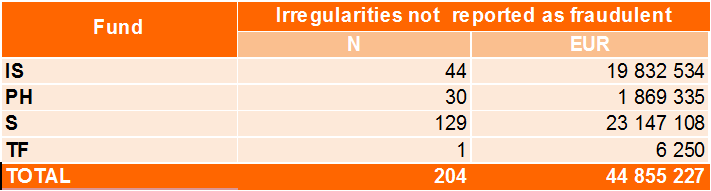 Fund Irregularities not reported as fraudulent
N EUR
IS 44 19 832 534
PH 30 1 869 335
S 129 23 147 108
TF 1 6 250
TOTAL 204 44 855 227